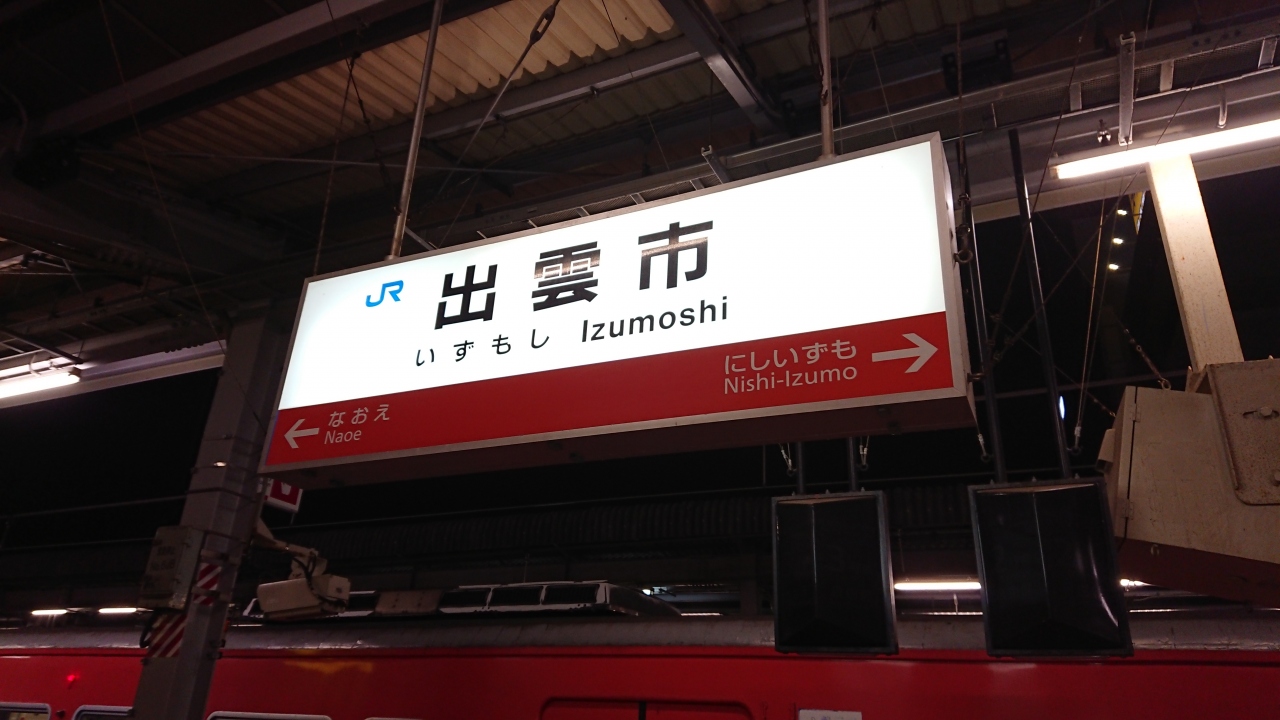 JR 出雲市
いずもし Izumoshi
にしいずも
Nishi-Izumo
なおえ
Naoe